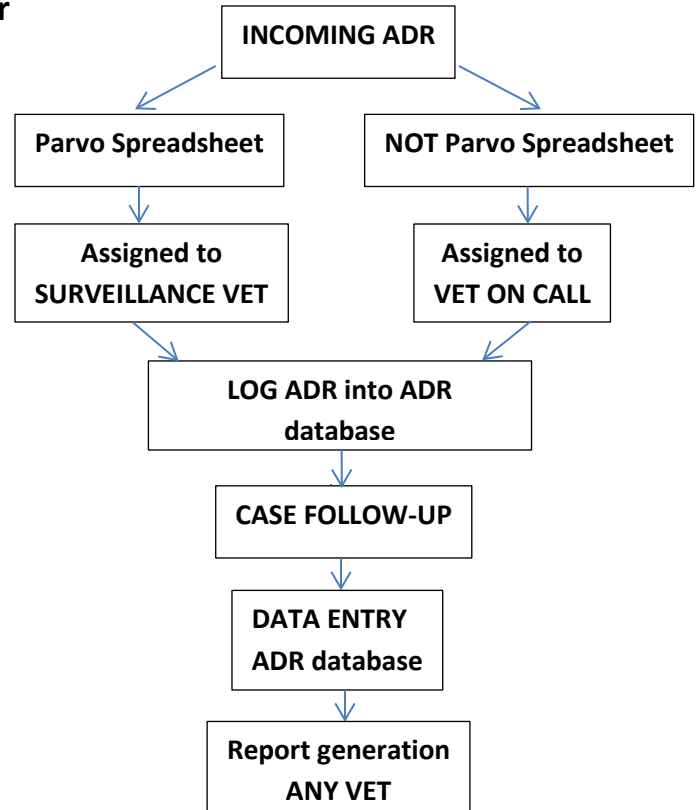 r
INCOMING ADR
Parvo Spreadsheet
NOT Parvo Spreadsheet
Assigned to
SURVEILLANCE VET
Assigned to
VET ON CALL
LOG ADR into ADR
database
CASE FOLLOW-UP
DATA ENTRY
ADR database
Report generation
ANY VET